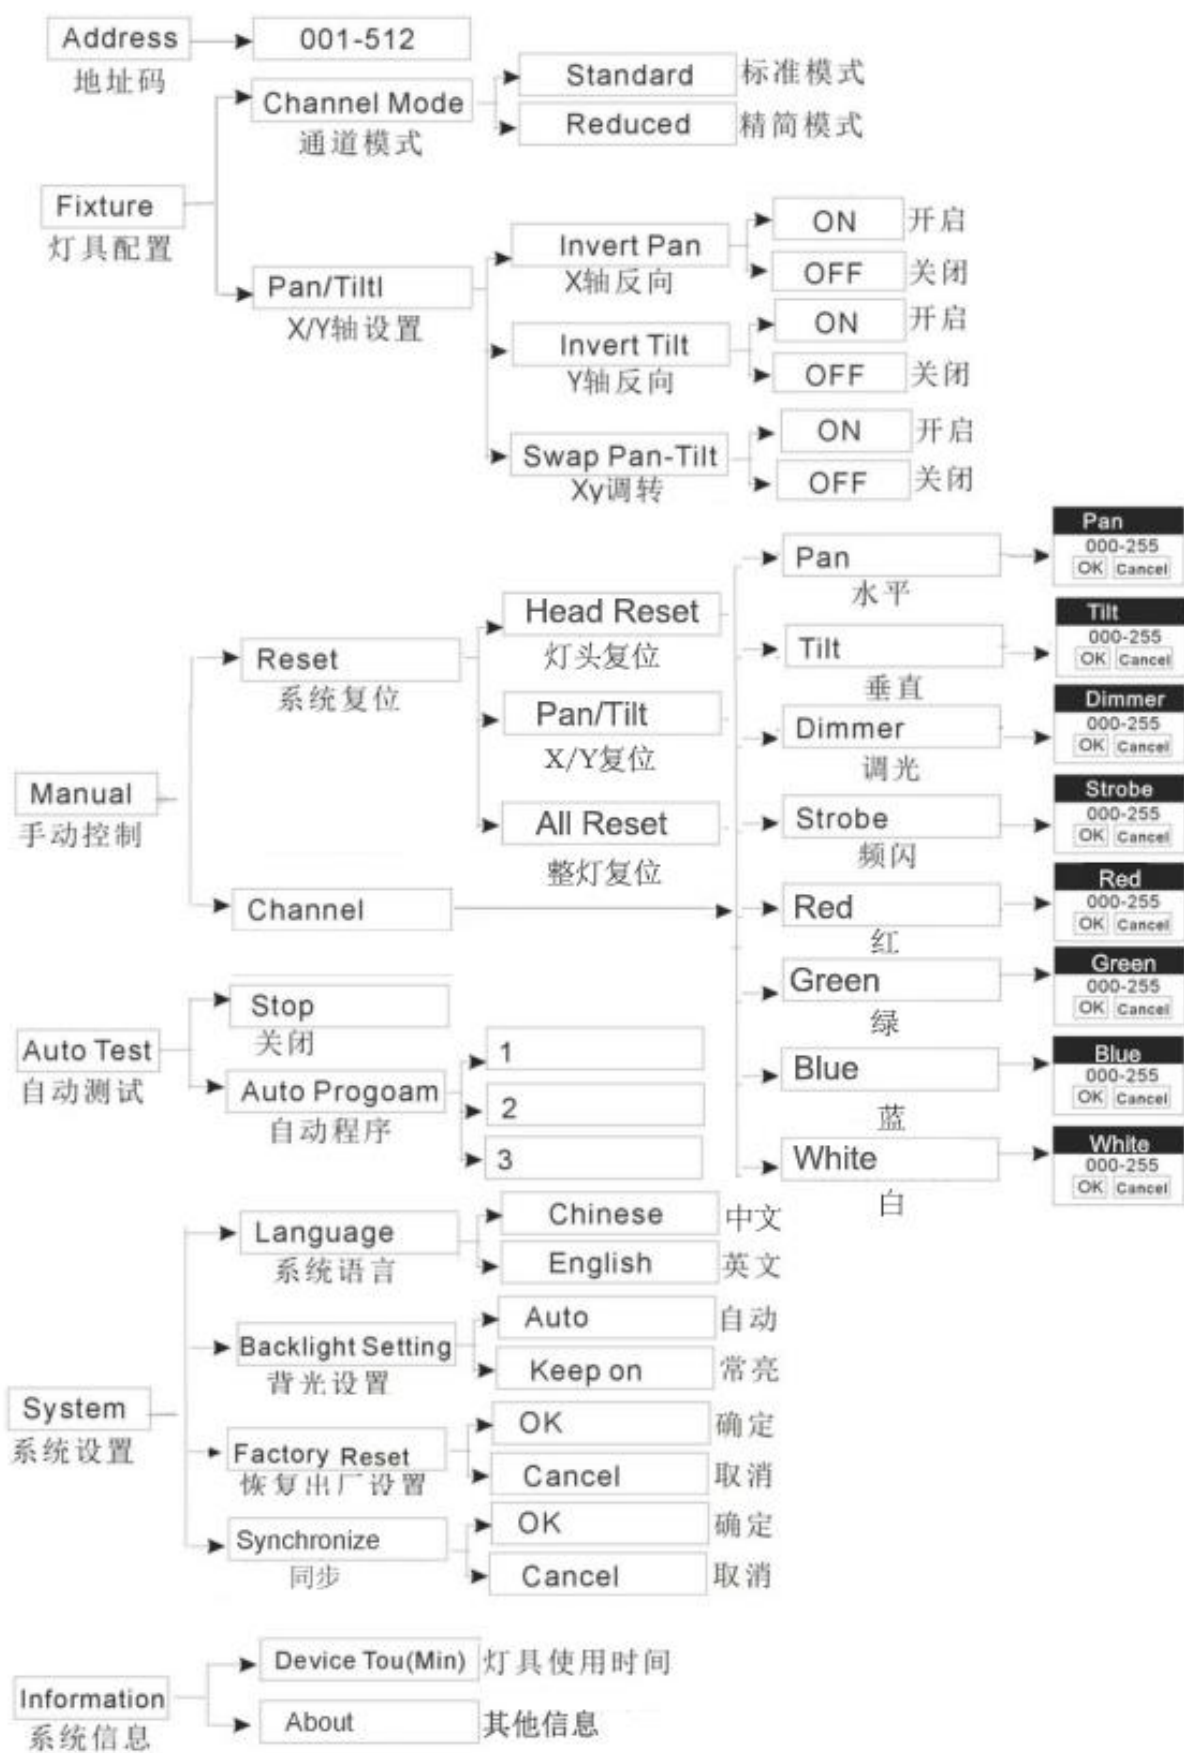 Address
001-512
地址码
Channel Mode
通道模式
Standard 标准模式
Reduced 精简模式
Fixture
灯具配置
Pan/Tiltl
X/Y轴设置
Invert Pan
X轴反向
ON 开启
OFF 关闭
Invert Tilt
Y轴反向
ON 开启
OFF 关闭
Swap Pan-Tilt
Xy调转
ON 开启
OFF 关闭
Manual
手动控制
Reset
系统复位
Head Reset
灯头复位
Pan/Tilt
X/Y复位
All Reset
整灯复位
Channel
Pan
水平
Pan
000-255
OK Cancel
Tilt
垂直
Tilt
000-255
OK Cancel
Dimmer
调光
Dimmer
000-255
OK Cancel
Strobe
频闪
Strobe
000-255
OK Cancel
Red
红
Red
000-255
OK Cancel
Green
绿
Green
000-255
OK Cancel
Blue
蓝
Blue
000-255
OK Cancel
White
白
White
000-255
OK Cancel
Auto Test
自动测试
Stop
关闭
Auto Progoam
自动程序
1
2
3
System
系统设置
Language
系统语言
Chinese 中文
English 英文
Backlight Setting
背光设置
Auto 自动
Keep on 常亮
Factory Reset
恢复出厂设置
OK 确定
Cancel 取消
Synchronize
同步
OK 确定
Cancel 取消
Information
系统信息
Device Tou(Min) 灯具使用时间
About 其他信息